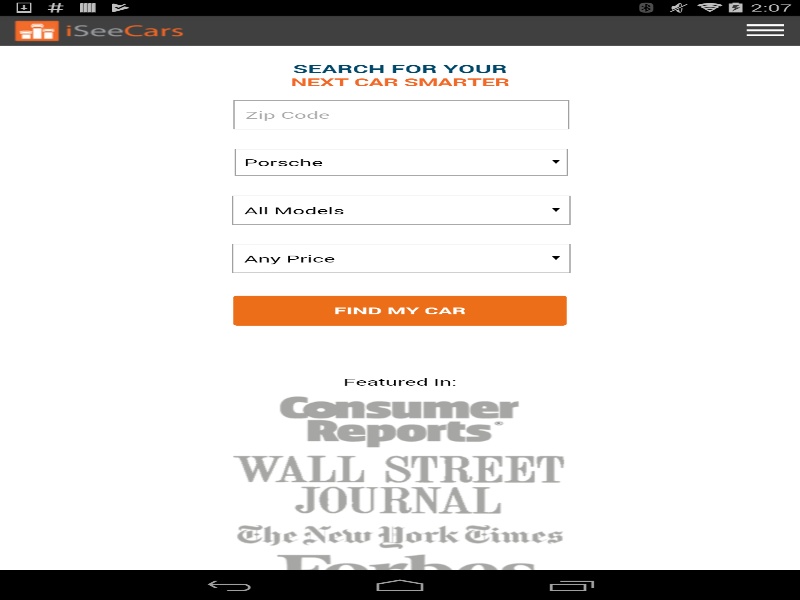 2:07
iSeeCars
SEARCH FOR YOUR
NEXT CAR SMARTER
Zip Code
Porsche
All Models
Any Price
FIND MY CAR
Featured In:
Consumer
Reports
WALL STREET
JOURNAL
The New York Times
Forbes